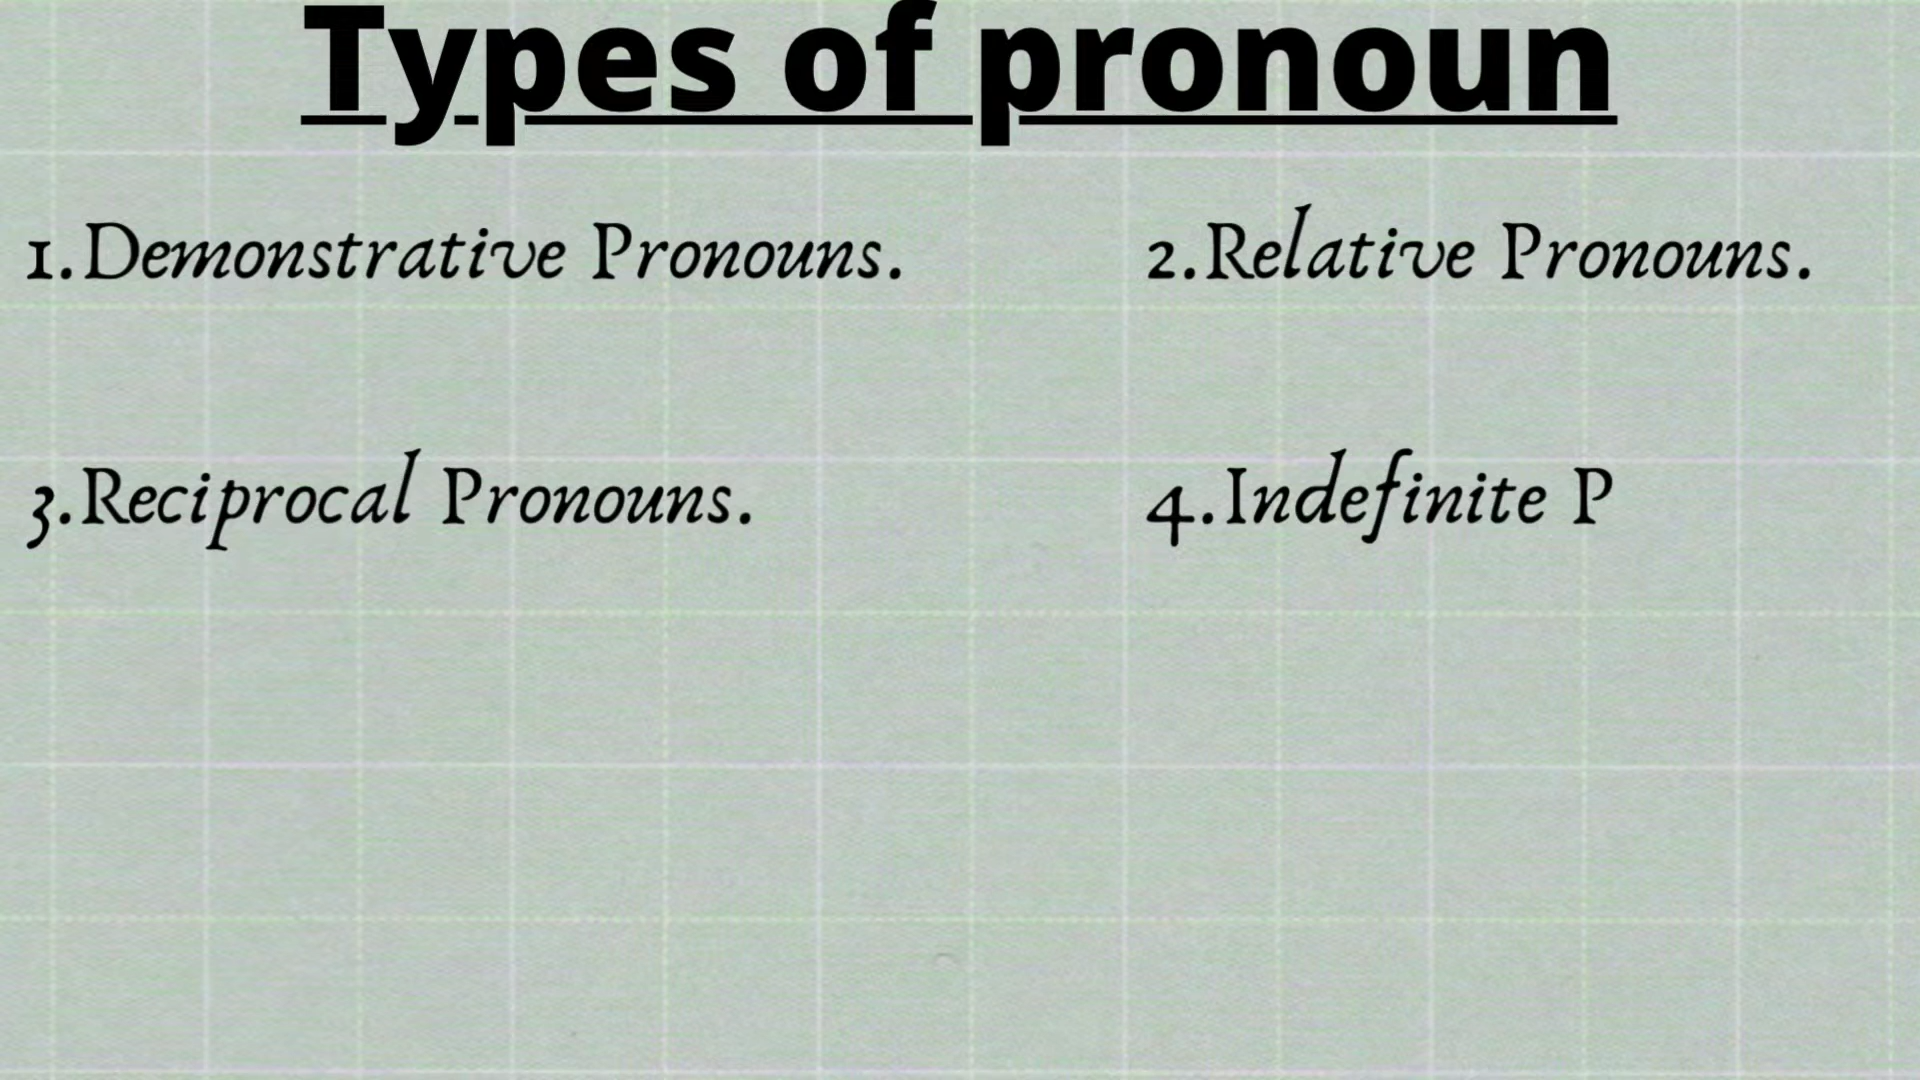 Types of pronoun
1.Demonstrative Pronouns.
2.Relative Pronouns.
3.Reciprocal Pronouns.
4.Indefinite P